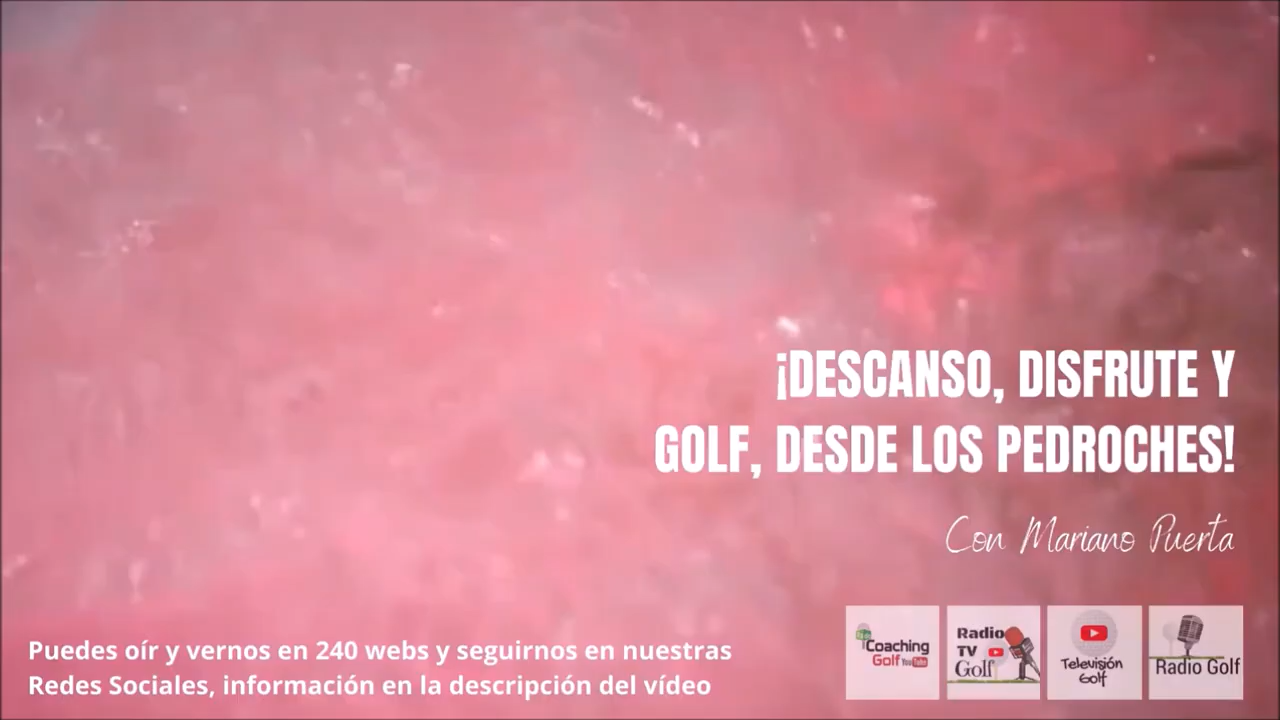 ¡DESCANSO, DISFRUTE Y
GOLF, DESDE LOS PEDROCHES!
Con Mariano Puerta
Puedes oír y vernos en 240 webs y seguirnos en nuestras
Redes Sociales, información en la descripción del vídeo
Coaching
Golf YouTube
Radio
TV
Golf
Televisión
Golf
Radio Golf